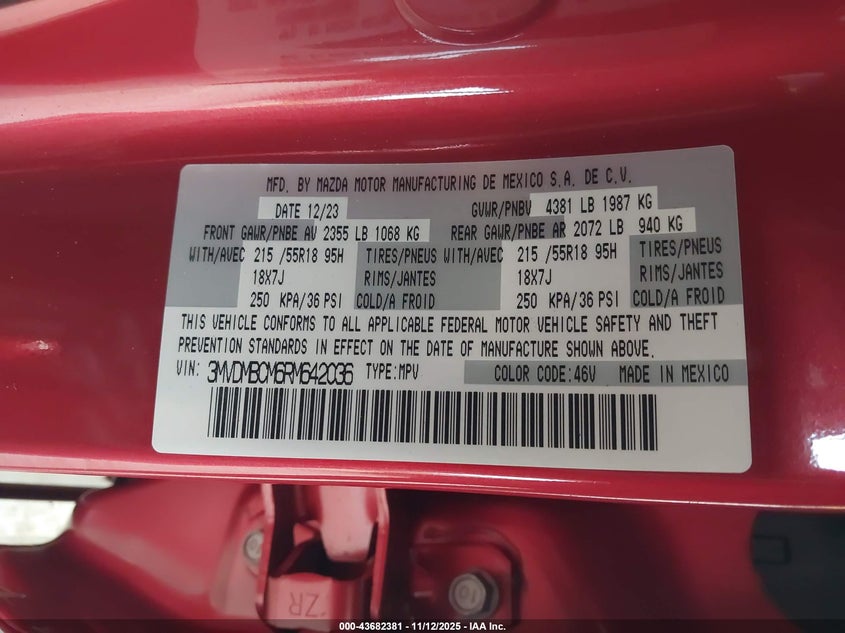 MFD. BY MAZDA MOTOR MANUFACTURING DE MEXICO S.A. DE C.V.
DATE 12/23 GVWR/PNBV 4381 LB 1987 KG
FRONT GAWR/PNBE AV 2355 LB 1068 KG REAR GAWR/PNBE AR 2072 LB 940 KG
WITH/AVEC 215 /55R18 95H TIRES/PNEUS WITH/AVEC 215 /55R18 95H TIRES/PNEUS
18X7J RIMS/JANTES 18X7J RIMS/JANTES
250 KPA/36 PSI COLD/A FROID 250 KPA/36 PSI COLD/A FROID
THIS VEHICLE CONFORMS TO ALL APPLICABLE FEDERAL MOTOR VEHICLE SAFETY AND THEFT
PREVENTION STANDARDS IN EFFECT ON THE DATE OF MANUFACTURE SHOWN ABOVE.
VIN: 3MVDMBCM6RM642036 TYPE:MPV COLOR CODE:46V MADE IN MEXICO
ZR
10
000-43682381 - 11/12/2025 - IAA Inc.